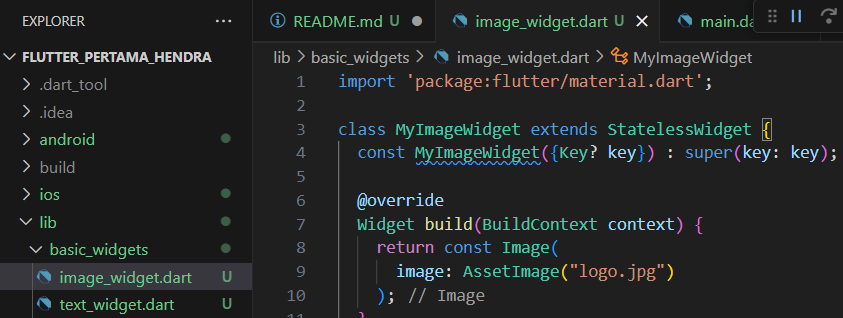 EXPLORER
FLUTTER_PERTAMA_HENDRA
.dart_tool
.idea
android
build
ios
lib
basic_widgets
image_widget.dart U
text_widget.dart U
README.md U
image_widget.dart U
main.da
lib > basic_widgets > image_widget.dart > MyImageWidget
1 import 'package:flutter/material.dart';
2
3 class MyImageWidget extends StatelessWidget {
4 const MyImageWidget({Key? key}) : super(key: key);
5
6 @override
7 Widget build(BuildContext context) {
8 return const Image(
9 image: AssetImage("logo.jpg")
10 ); // Image
11 }